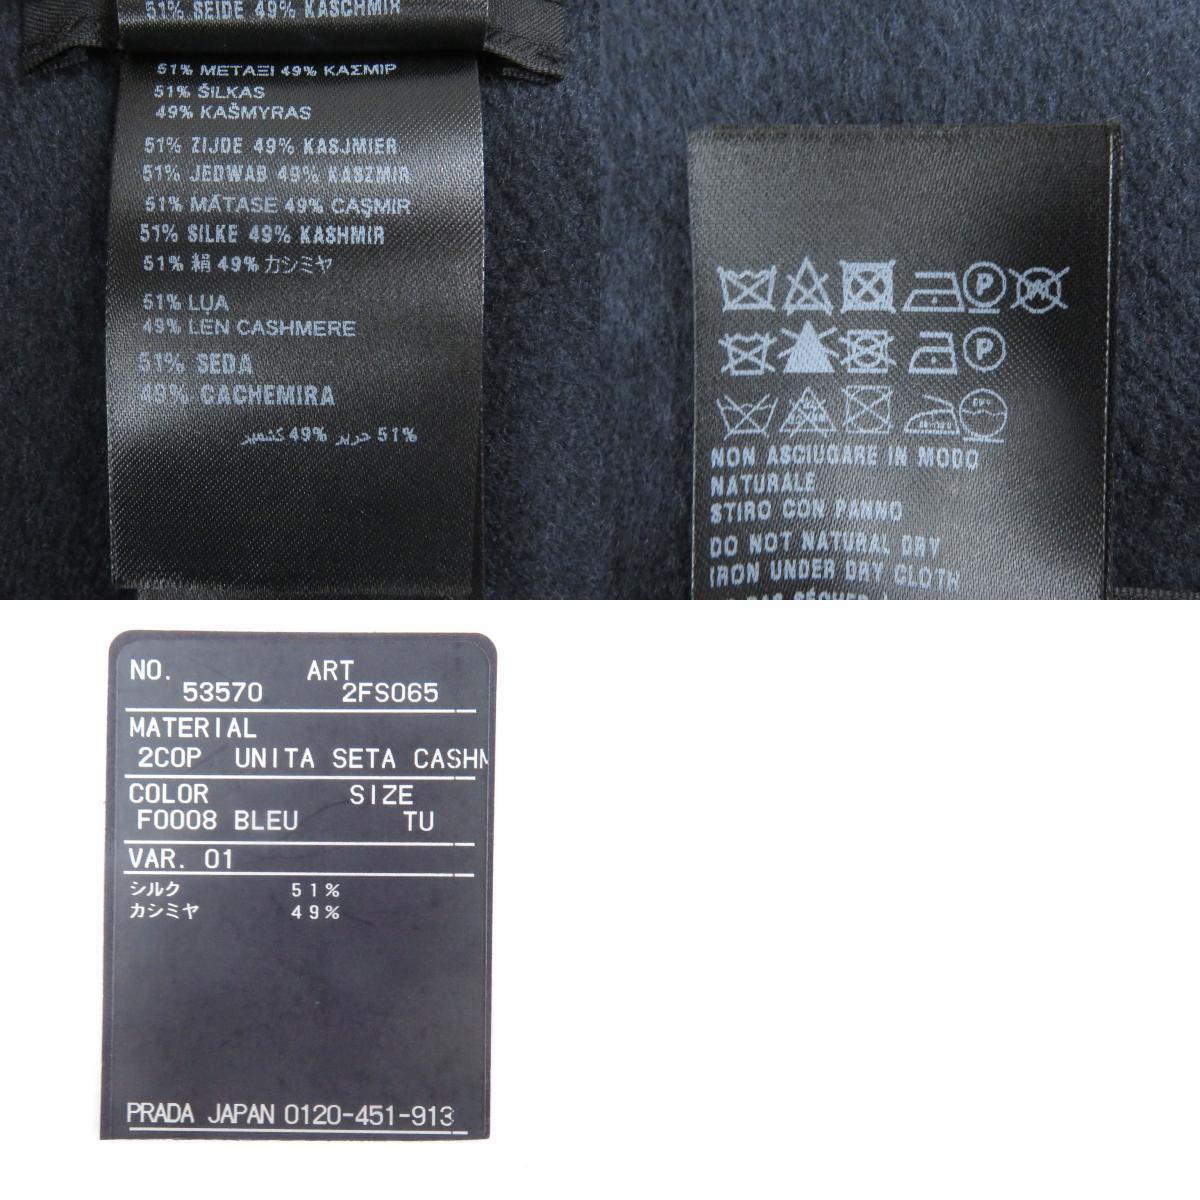 51% SEIDE 49% KASCHMIR
51% ΜΕΤΑΞΙ 49% ΚΑΣΜΙΡ
51% ŠILKAS
49% KAŠMYRAS
51% ZIJDE 49% KASJMIER
51% JEDWAB 49% KASZMIR
51% MĂTASE 49% CAŞMIR
51% SILKE 49% KASHMIR
51% 絹 49% カシミヤ
51% LỤA
49% LEN CASHMERE
51% SEDA
49% CACHEMIRA
51% حرير 49% كشمير
P W
P
NON ASCIUGARE IN MODO
NATURALE
STIRO CON PANNO
DO NOT NATURAL DRY
IRON UNDER DRY CLOTH
PAS SÉCHER
NO. ART
53570 2FS065
MATERIAL
2COP UNITA SETA CASHM
COLOR SIZE
F0008 BLEU TU
VAR. 01
シルク 51%
カシミヤ 49%
PRADA JAPAN 0120-451-913